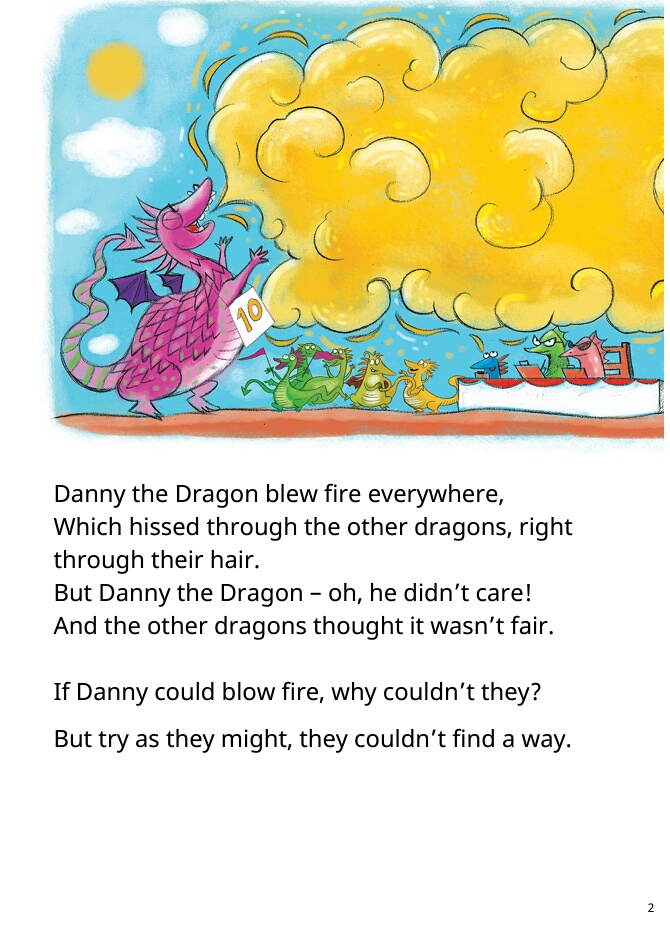 10
Danny the Dragon blew fire everywhere,
Which hissed through the other dragons, right
through their hair.
But Danny the Dragon – oh, he didn’t care!
And the other dragons thought it wasn’t fair.
If Danny could blow fire, why couldn’t they?
But try as they might, they couldn’t find a way.
2